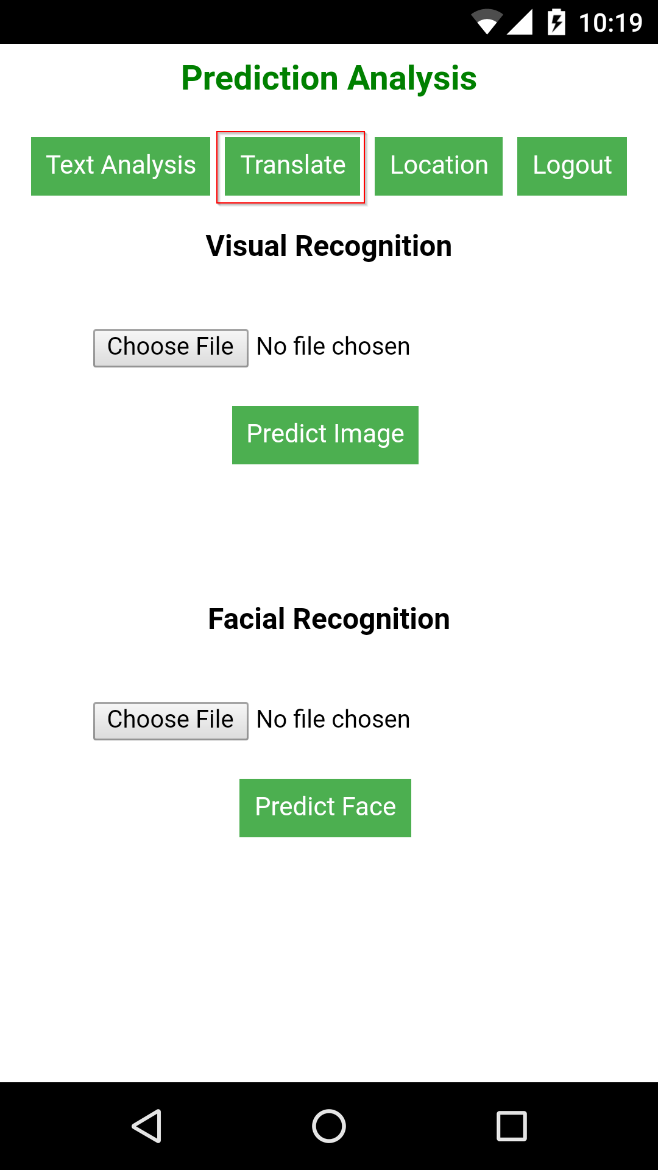 10:19
Prediction Analysis
Text Analysis Translate Location Logout
Visual Recognition
Choose File No file chosen
Predict Image
Facial Recognition
Choose File No file chosen
Predict Face